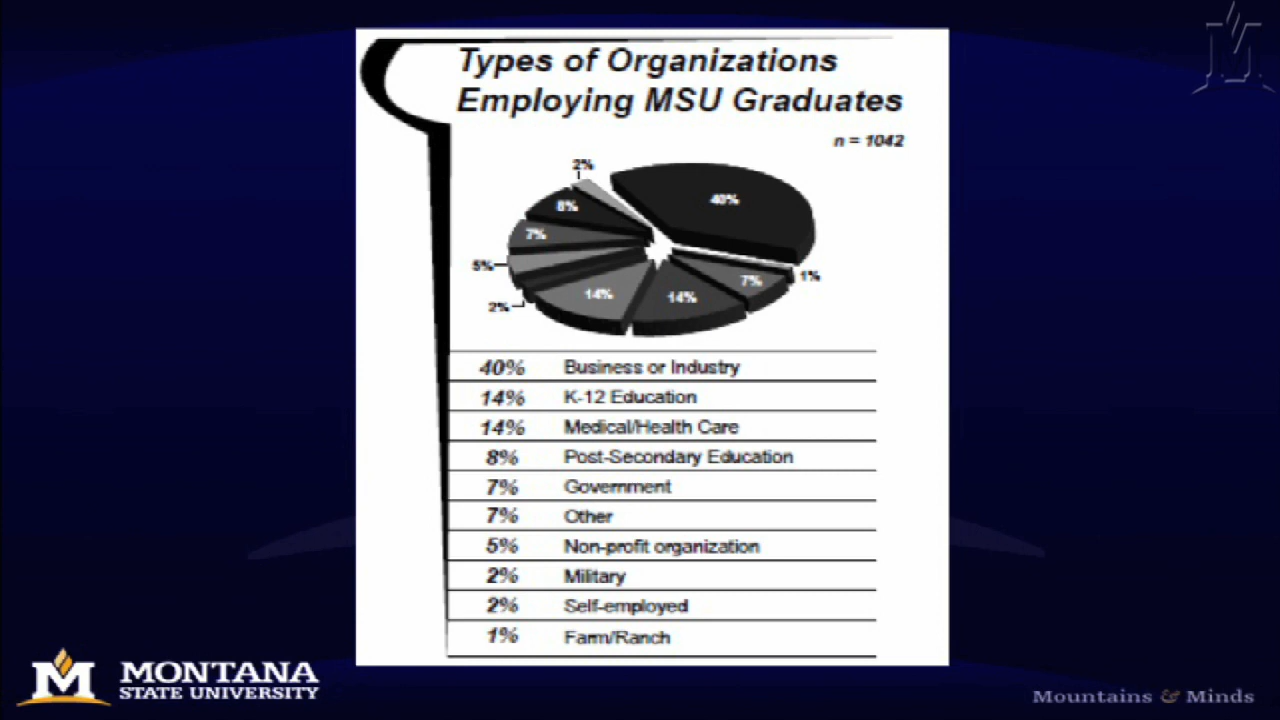 Types of Organizations
Employing MSU Graduates
n = 1042
2%
40%
8%
7%
5%
1%
7%
2%
14%
14%
40% Business or Industry
14% K-12 Education
14% Medical/Health Care
8% Post-Secondary Education
7% Government
7% Other
5% Non-profit organization
2% Military
2% Self-employed
1% Farm/Ranch
M MONTANA
STATE UNIVERSITY
Mountains & Minds